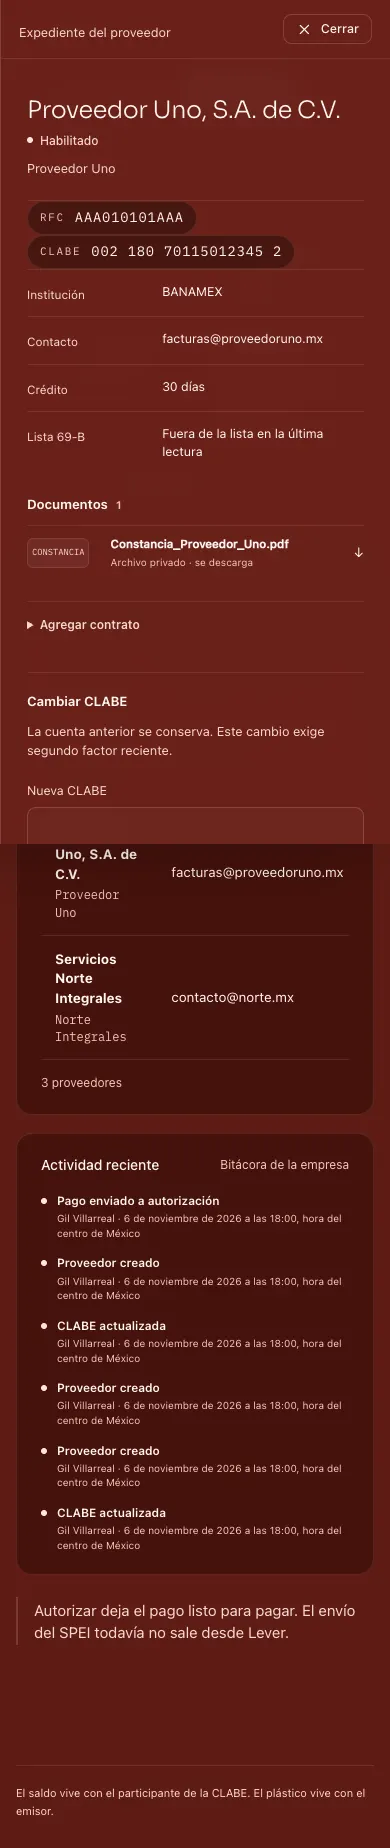 Expediente del proveedor
Cerrar
Proveedor Uno, S.A. de C.V.
Habilitado
Proveedor Uno
RFC AAA010101AAA
CLABE 002 180 70115012345 2
Institución BANAMEX
Contacto facturas@proveedoruno.mx
Crédito 30 días
Lista 69-B Fuera de la lista en la última
lectura
Documentos 1
CONSTANCIA
Constancia_Proveedor_Uno.pdf
Archivo privado · se descarga
Agregar contrato
Cambiar CLABE
La cuenta anterior se conserva. Este cambio exige
segundo factor reciente.
Nueva CLABE
Uno, S.A. de
C.V.
Proveedor
Uno
facturas@proveedoruno.mx
Servicios
Norte
Integrales
Norte
Integrales
contacto@norte.mx
3 proveedores
Actividad reciente
Bitácora de la empresa
Pago enviado a autorización
Gil Villarreal · 6 de noviembre de 2026 a las 18:00, hora del
centro de México
Proveedor creado
Gil Villarreal · 6 de noviembre de 2026 a las 18:00, hora del
centro de México
CLABE actualizada
Gil Villarreal · 6 de noviembre de 2026 a las 18:00, hora del
centro de México
Proveedor creado
Gil Villarreal · 6 de noviembre de 2026 a las 18:00, hora del
centro de México
Proveedor creado
Gil Villarreal · 6 de noviembre de 2026 a las 18:00, hora del
centro de México
CLABE actualizada
Gil Villarreal · 6 de noviembre de 2026 a las 18:00, hora del
centro de México
Autorizar deja el pago listo para pagar. El envío
del SPEI todavía no sale desde Lever.
El saldo vive con el participante de la CLABE. El plástico vive con el
emisor.